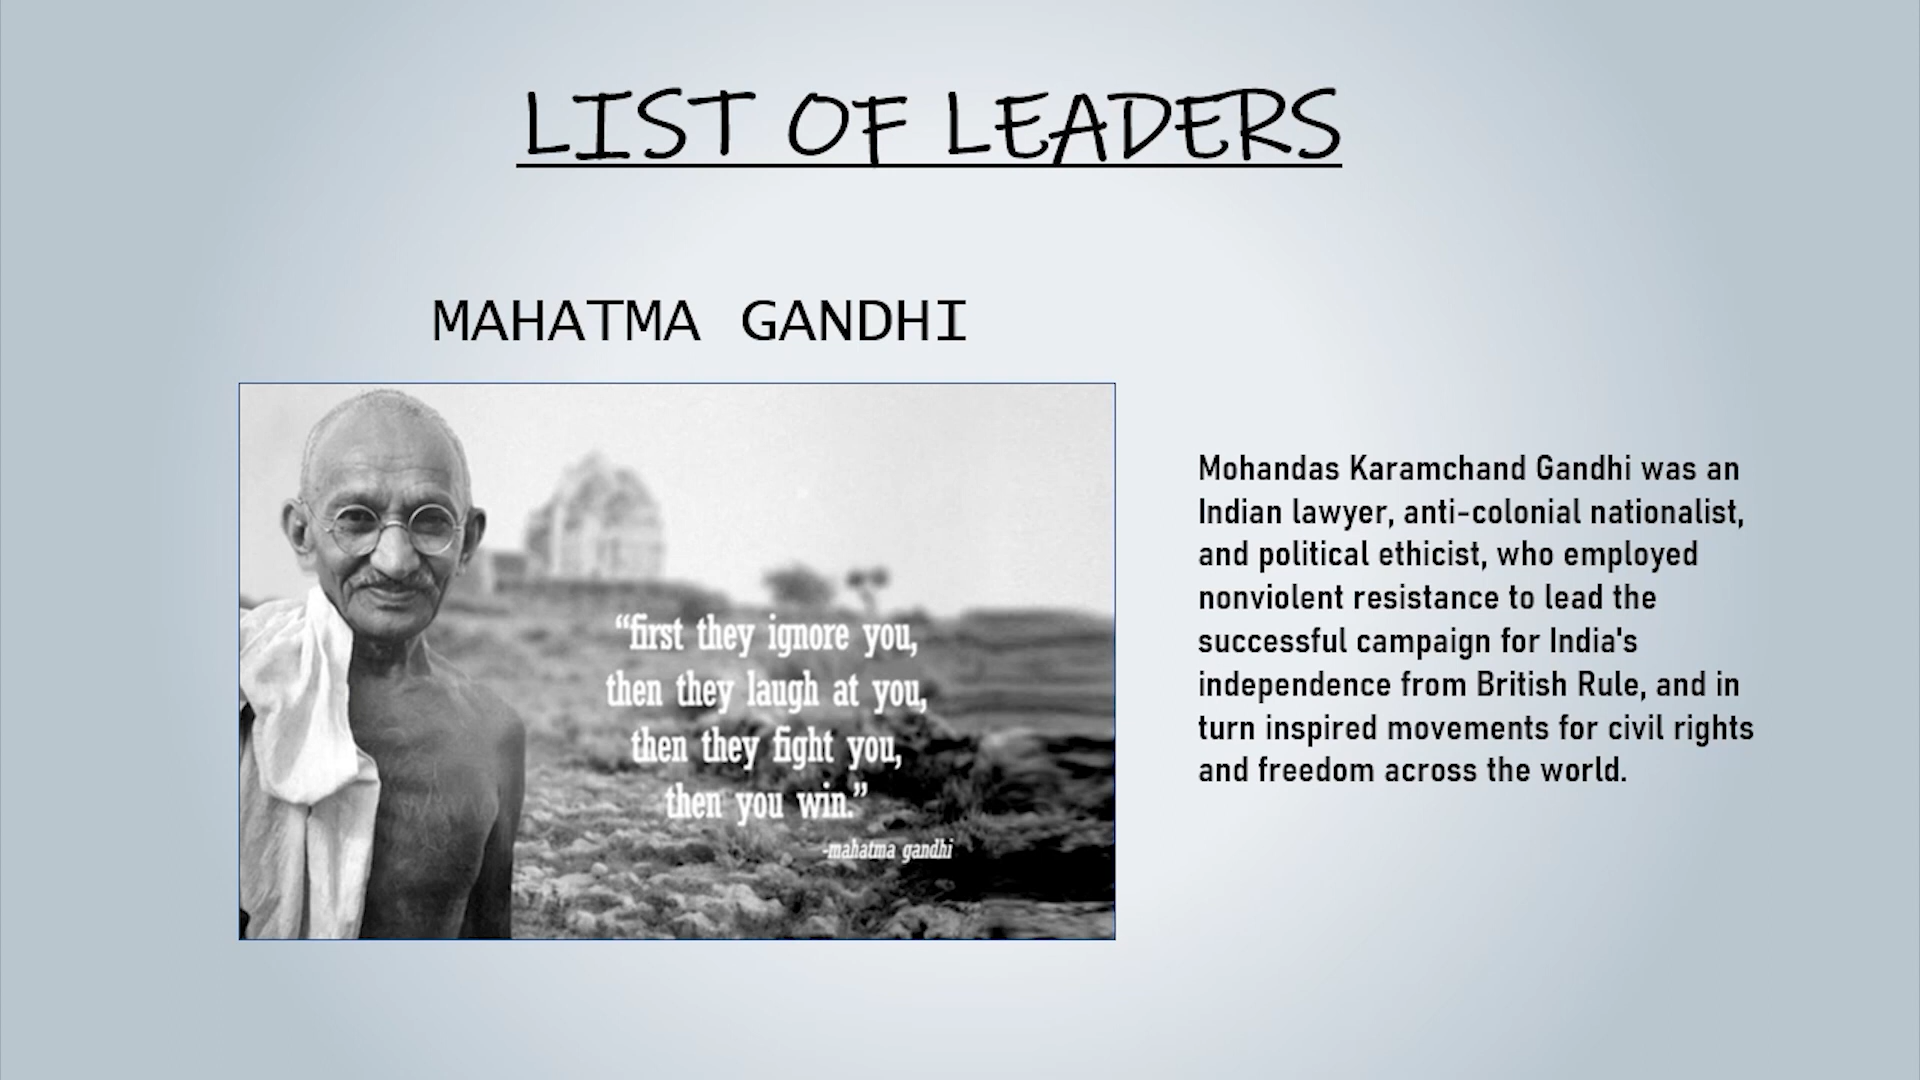 LIST OF LEADERS
MAHATMA GANDHI
“first they ignore you,
then they laugh at you,
then they fight you,
then you win.”
-mahatma gandhi
Mohandas Karamchand Gandhi was an
Indian lawyer, anti-colonial nationalist,
and political ethicist, who employed
nonviolent resistance to lead the
successful campaign for India's
independence from British Rule, and in
turn inspired movements for civil rights
and freedom across the world.